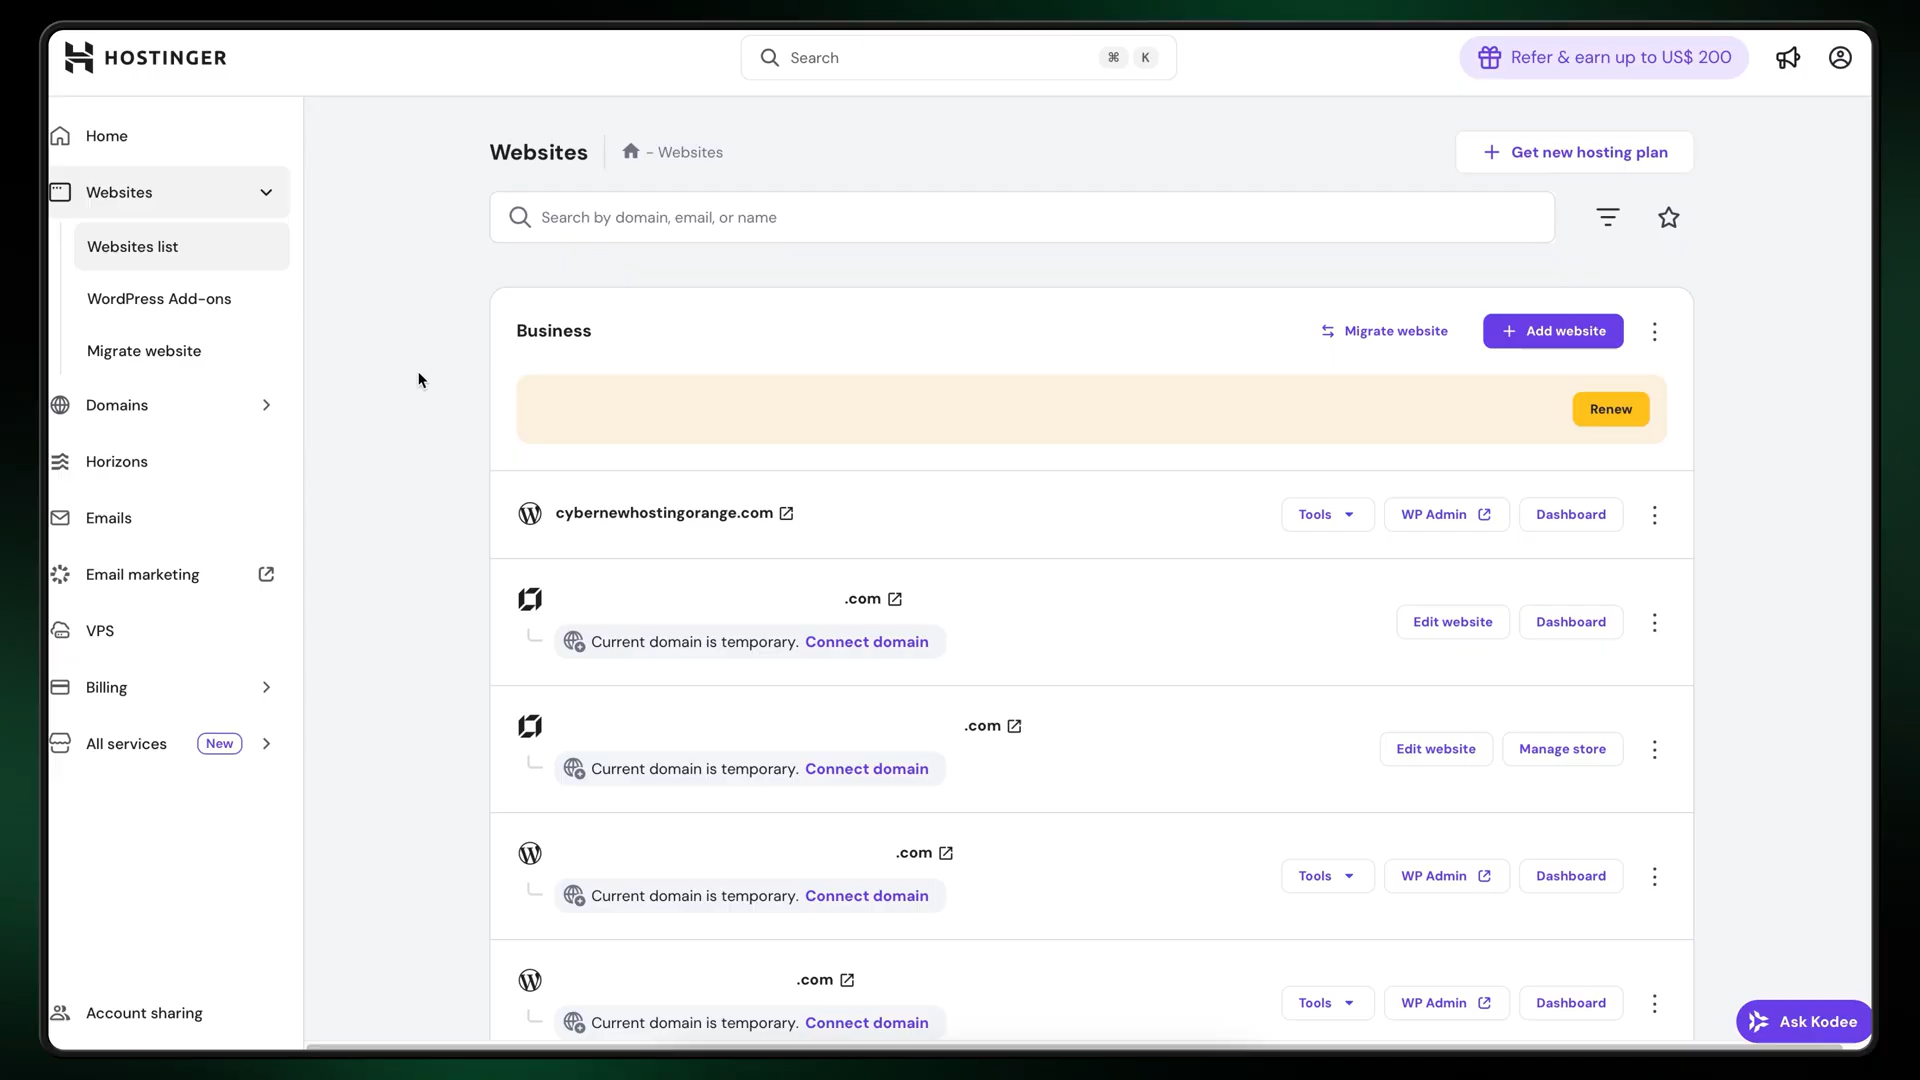 HOSTINGER
Search
⌘ K
Refer & earn up to US$ 200
Home
Websites
Websites list
WordPress Add-ons
Migrate website
Domains
Horizons
Emails
Email marketing
VPS
Billing
All services New
Account sharing
Websites
- Websites
Get new hosting plan
Search by domain, email, or name
Business
Migrate website
+ Add website
Renew
cybernewhostingorange.com
Tools
WP Admin
Dashboard
.com
Current domain is temporary. Connect domain
Edit website
Dashboard
.com
Current domain is temporary. Connect domain
Edit website
Manage store
.com
Current domain is temporary. Connect domain
Tools
WP Admin
Dashboard
.com
Current domain is temporary. Connect domain
Tools
WP Admin
Dashboard
Ask Kodee